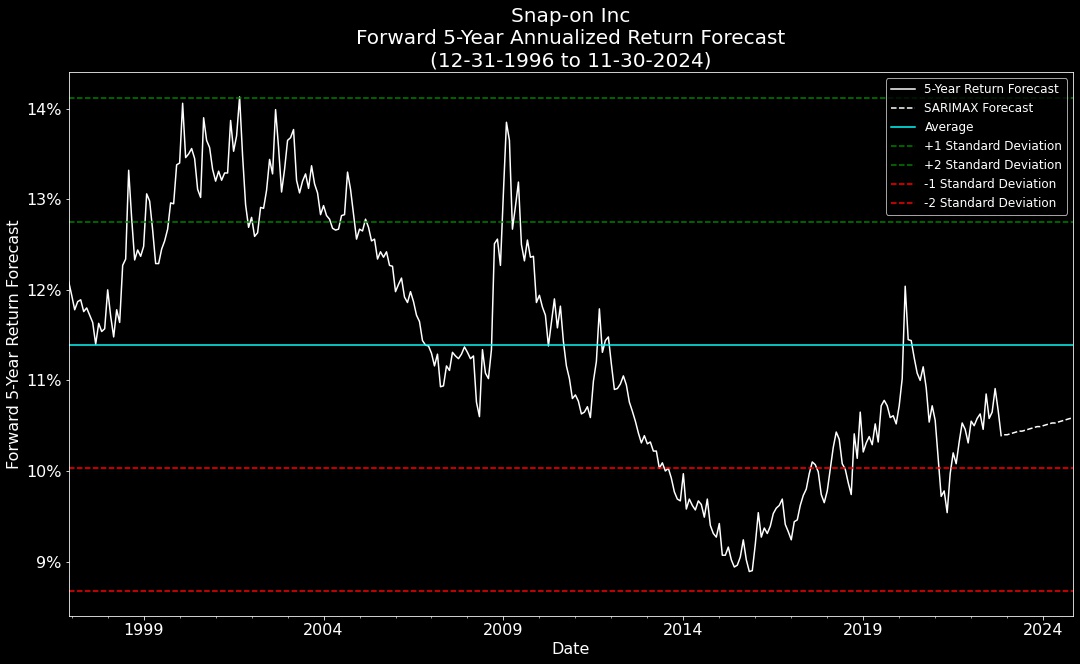 Snap-on Inc
Forward 5-Year Annualized Return Forecast
(12-31-1996 to 11-30-2024)
5-Year Return Forecast
SARIMAX Forecast
Average
+1 Standard Deviation
+2 Standard Deviation
-1 Standard Deviation
-2 Standard Deviation
Forward 5-Year Return Forecast
14%
13%
12%
11%
10%
9%
1999
2004
2009
2014
2019
2024
Date